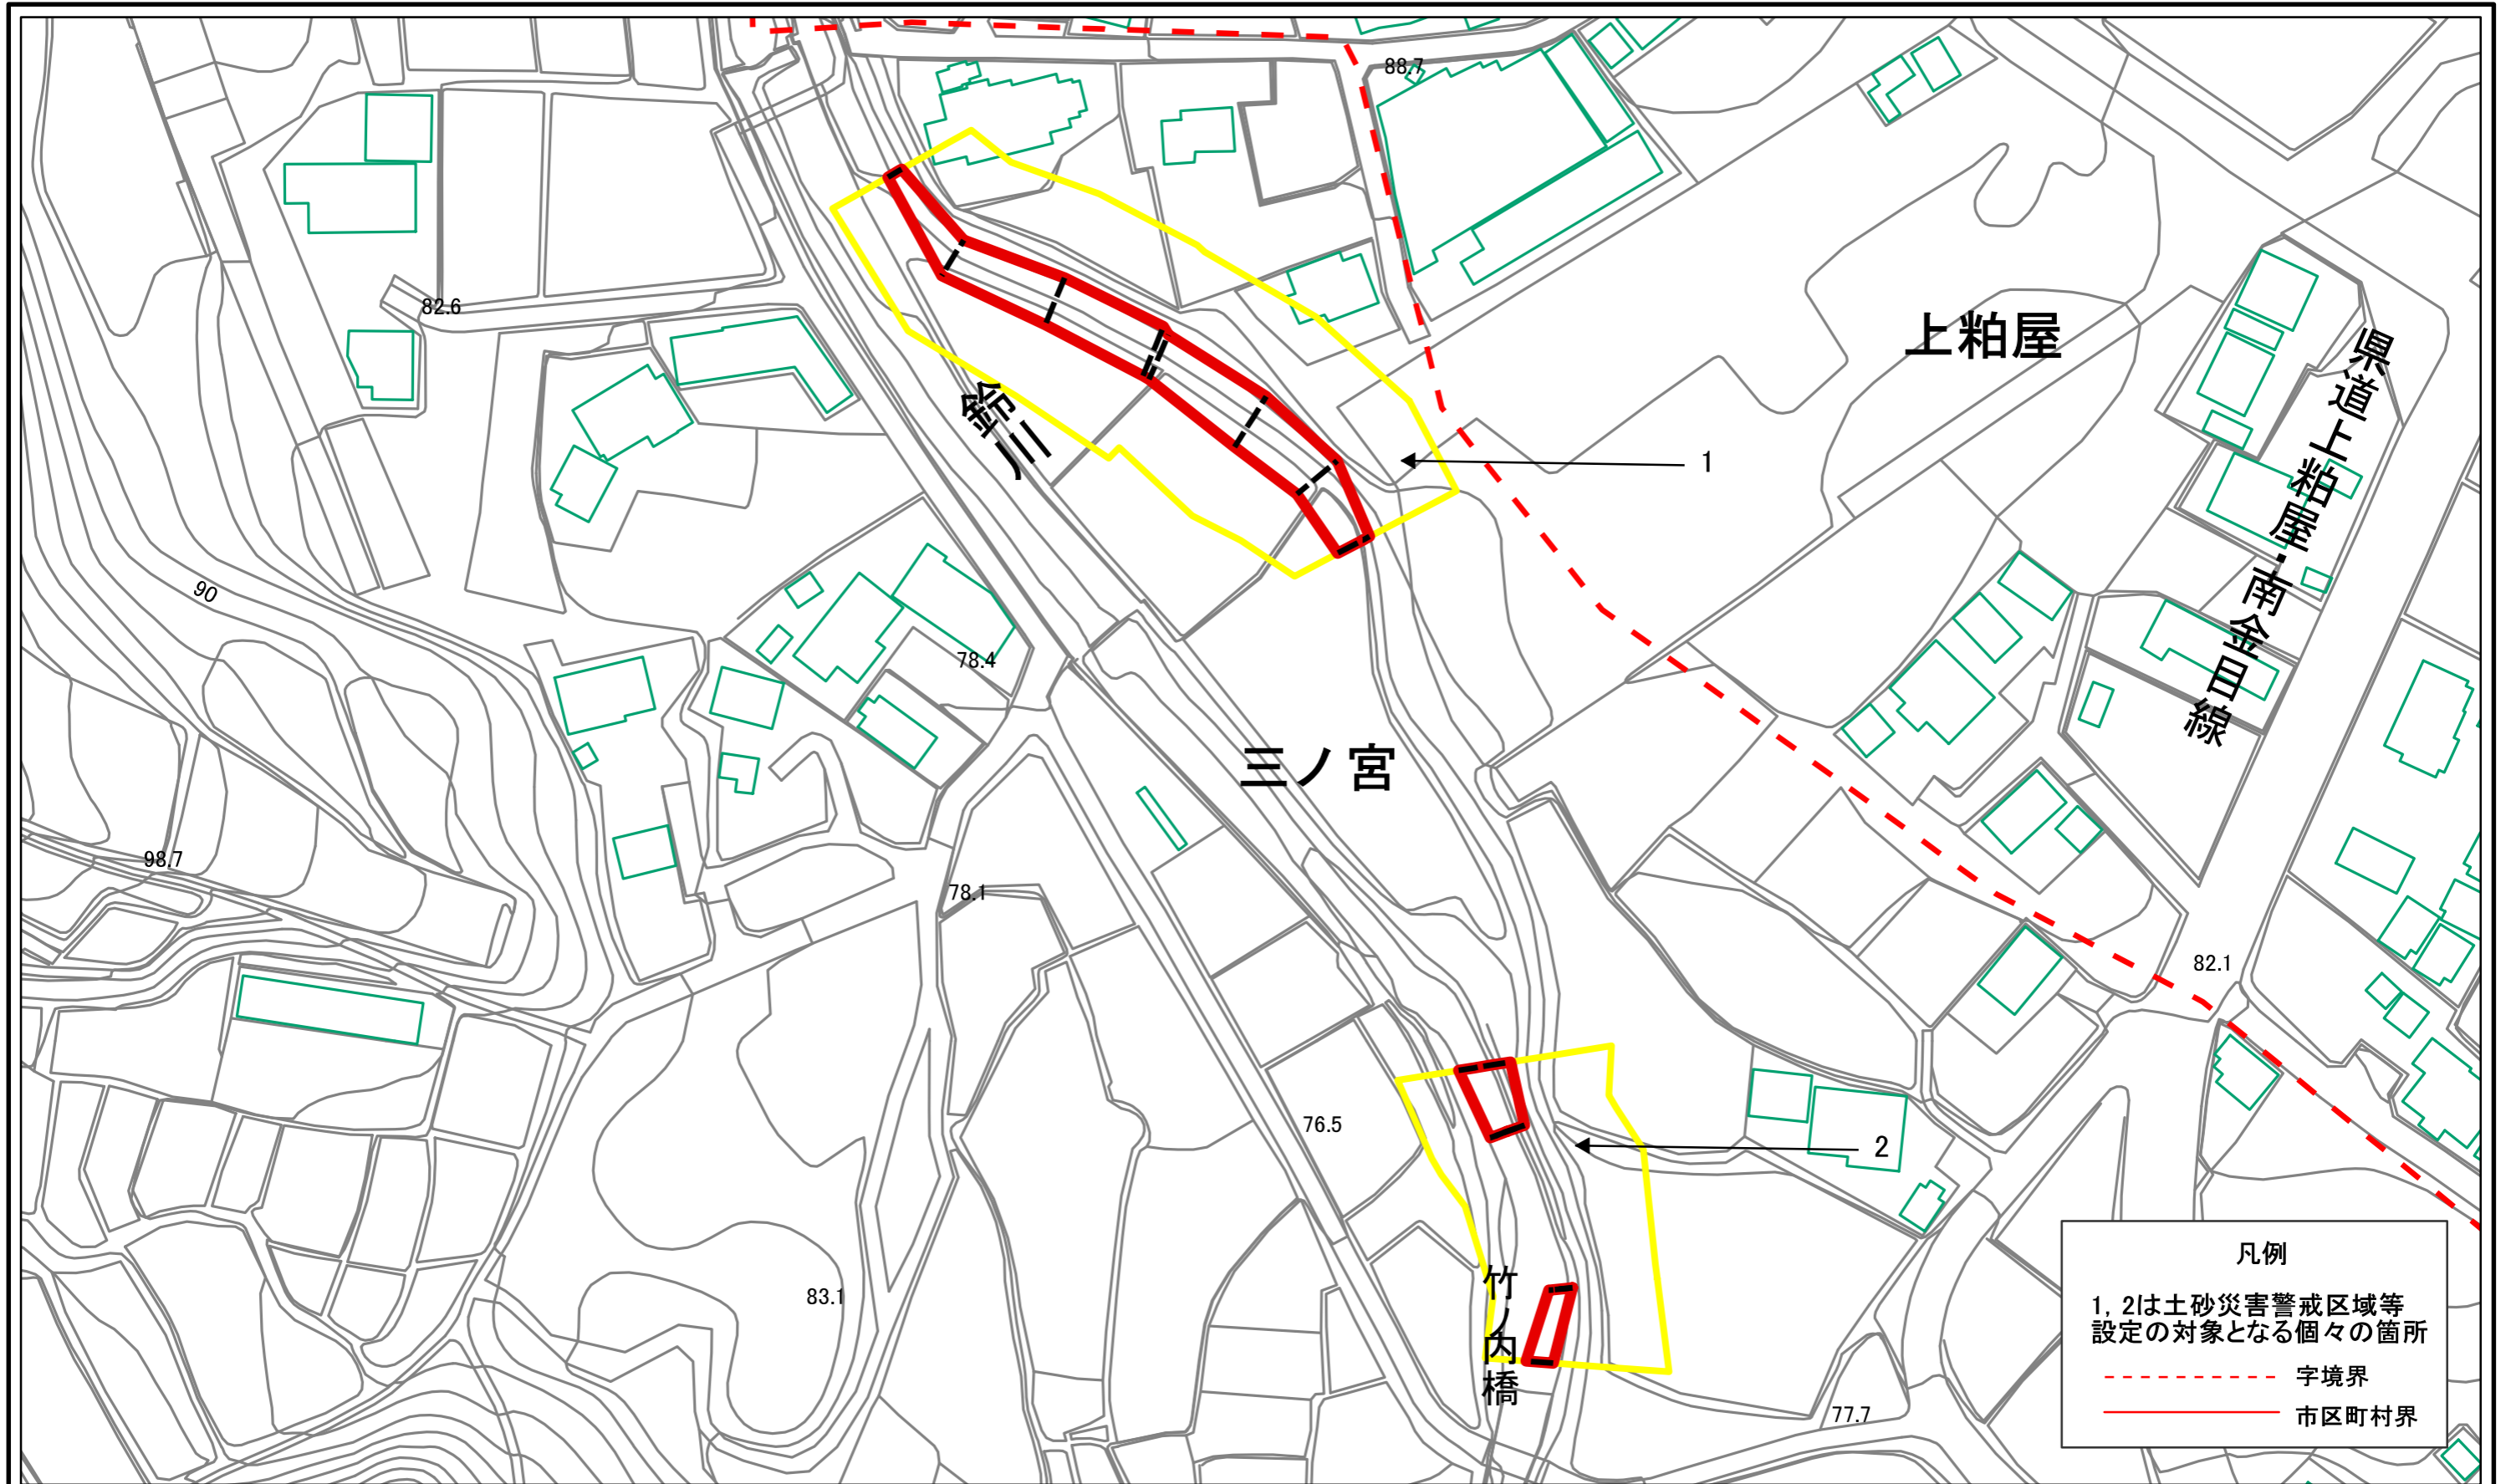 88.7
82.6
上粕屋
県道上粕屋・南金目線
鈴川
1
90
78.4
三ノ宮
98.7
78.1
82.1
76.5
2
83.1
竹ノ内橋
77.7
凡例
1, 2は土砂災害警戒区域等
設定の対象となる個々の箇所
字境界
市区町村界